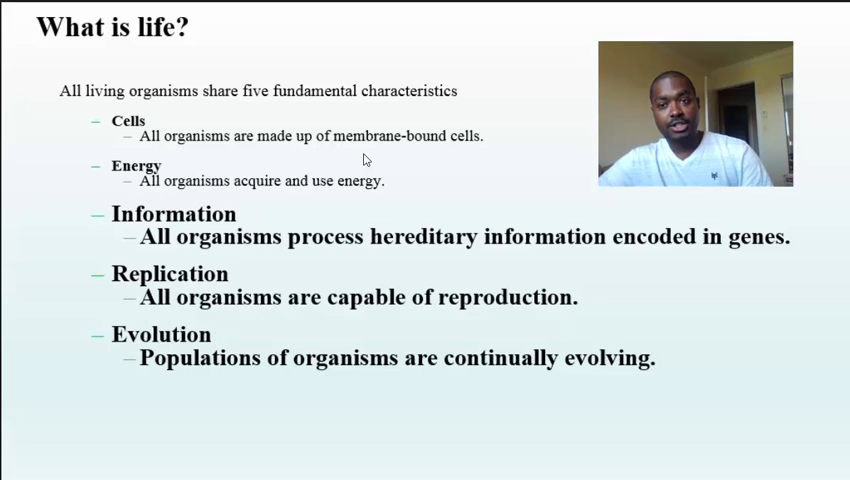 What is life?
All living organisms share five fundamental characteristics
– Cells
– All organisms are made up of membrane-bound cells.
– Energy
– All organisms acquire and use energy.
– Information
– All organisms process hereditary information encoded in genes.
– Replication
– All organisms are capable of reproduction.
– Evolution
– Populations of organisms are continually evolving.